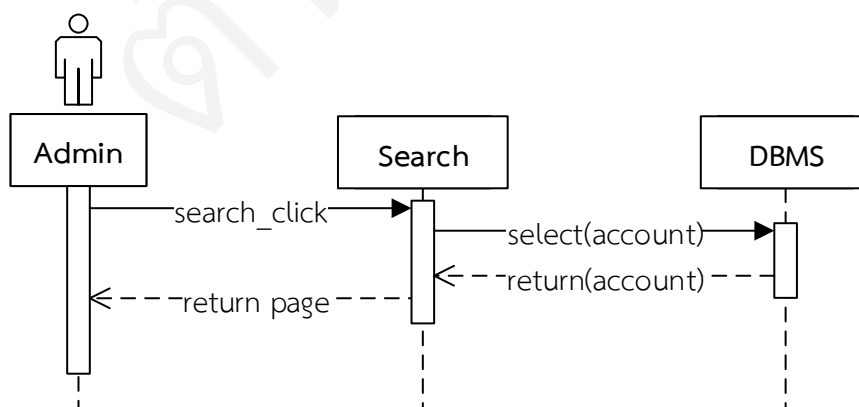 Admin
Search
DBMS
search_click
select(account)
return(account)
return page